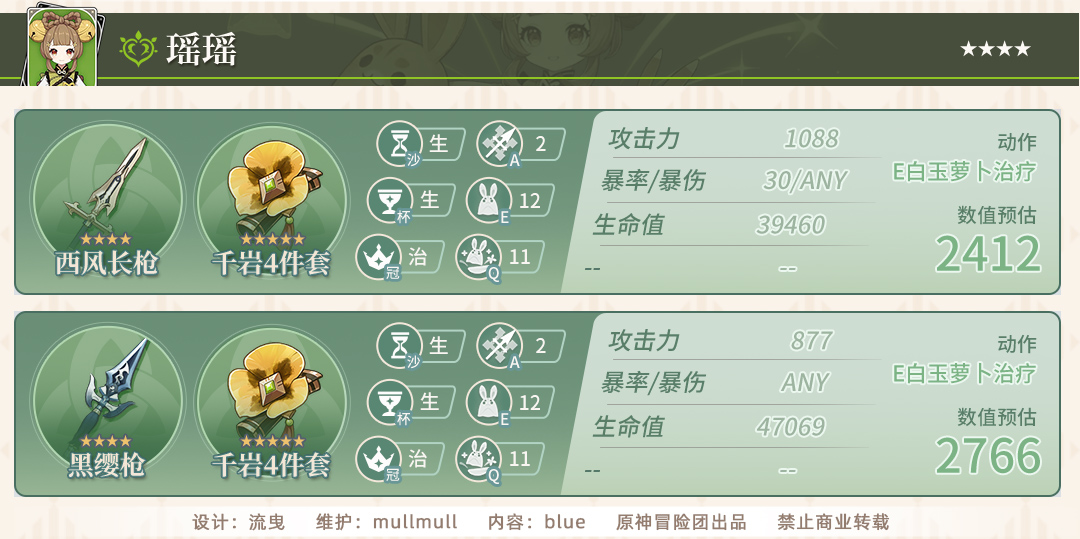 瑶瑶
★★★★
西风长枪
千岩4件套
沙 生
A 2
杯 生
E 12
冠 治
Q 11
攻击力 1088
暴率/暴伤 30/ANY
生命值 39460
-- --
动作
E白玉萝卜治疗
数值预估
2412
黑缨枪
千岩4件套
沙 生
A 2
杯 生
E 12
冠 治
Q 11
攻击力 877
暴率/暴伤 ANY
生命值 47069
-- --
动作
E白玉萝卜治疗
数值预估
2766
设计：流曳 维护：mullmull 内容：blue 原神冒险团出品 禁止商业转载